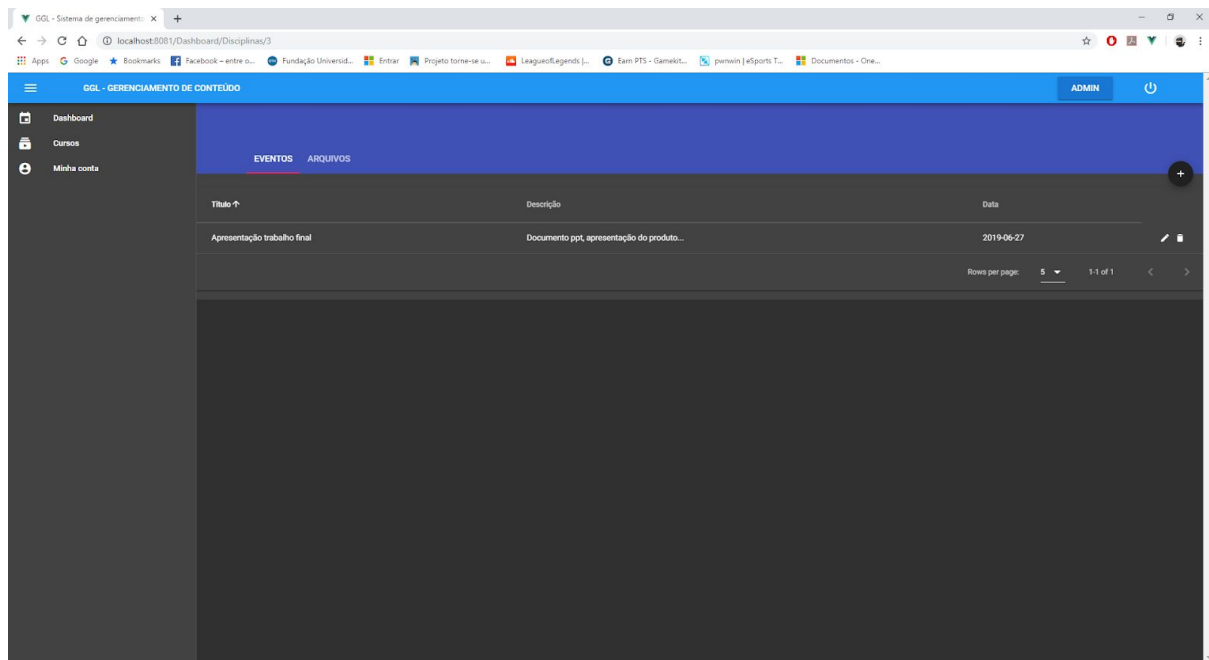 GGL - Sistema de gerenciament
localhost:8081/Dashboard/Disciplinas/3
Apps Google Bookmarks Facebook – entre o... Fundação Universid... Entrar Projeto torne-se u... LeagueofLegends |... Earn PTS - Gamekit... pwnwin | eSports T... Documentos - One...
GGL - GERENCIAMENTO DE CONTEÚDO ADMIN
Dashboard
Cursos
Minha conta
EVENTOS ARQUIVOS
+
Título Descrição Data
Apresentação trabalho final Documento ppt, apresentação do produto... 2019-06-27
Rows per page: 5 1-1 of 1